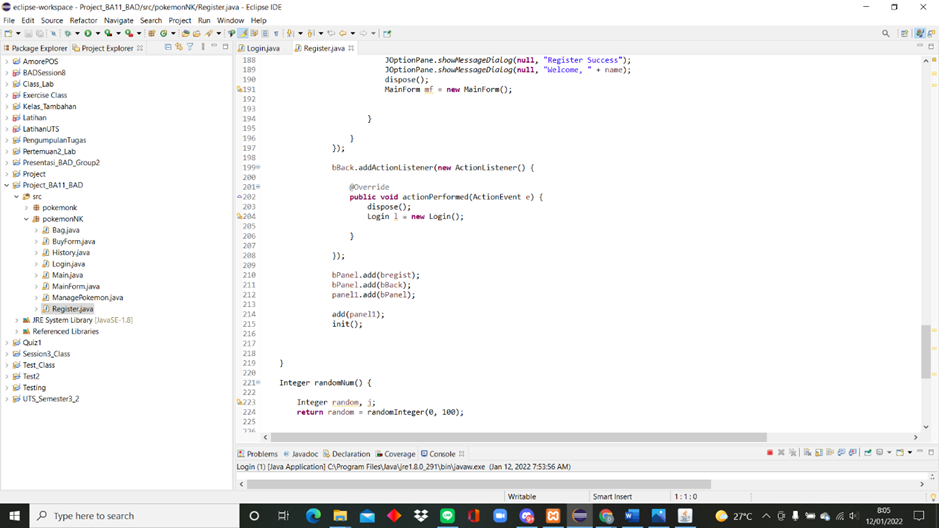 eclipse-workspace - Project_BA11_BAD/src/pokemonNK/Register.java - Eclipse IDE
File Edit Source Refactor Navigate Search Project Run Window Help
Package Explorer Project Explorer
AmorePOS
BADSession8
Class_Lab
Exercise Class
Kelas_Tambahan
Latihan
LatihanUTS
PengumpulanTugas
Pertemuan2_Lab
Presentasi_BAD_Group2
Project
Project_BA11_BAD
src
pokemonk
pokemonNK
Bag.java
BuyForm.java
History.java
Login.java
Main.java
MainForm.java
ManagePokemon.java
Register.java
JRE System Library [JavaSE-1.8]
Referenced Libraries
Quiz1
Session3_Class
Test_Class
Test2
Testing
UTS_Semester3_2
Login.java Register.java
188 JOptionPane.showMessageDialog(null, "Register Success");
189 JOptionPane.showMessageDialog(null, "Welcome, " + name);
190 dispose();
191 MainForm mf = new MainForm();
192
193
194 }
195
196 }
197 });
198
199 bBack.addActionListener(new ActionListener() {
200
201 @Override
202 public void actionPerformed(ActionEvent e) {
203 dispose();
204 Login l = new Login();
205
206 }
207
208 });
209
210 bPanel.add(bregist);
211 bPanel.add(bBack);
212 panel1.add(bPanel);
213
214 add(panel1);
215 init();
216
217
218
219 }
220
221 Integer randomNum() {
222
223 Integer random, j;
224 return random = randomInteger(0, 100);
225
Problems Javadoc Declaration Coverage Console
Login (1) [Java Application] C:\Program Files\Java\jre1.8.0_291\bin\javaw.exe (Jan 12, 2022 7:53:56 AM)
Writable Smart Insert 1 : 1 : 0
Type here to search
27°C
8:05
12/01/2022